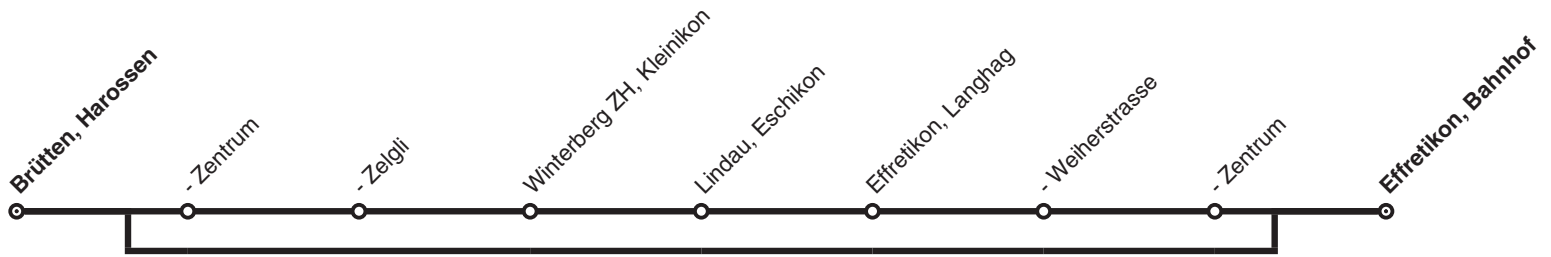 Brütten, Harossen
- Zentrum
- Zelgli
Winterberg ZH, Kleinikon
Lindau, Eschikon
Effretikon, Langhag
- Weiherstrasse
- Zentrum
Effretikon, Bahnhof